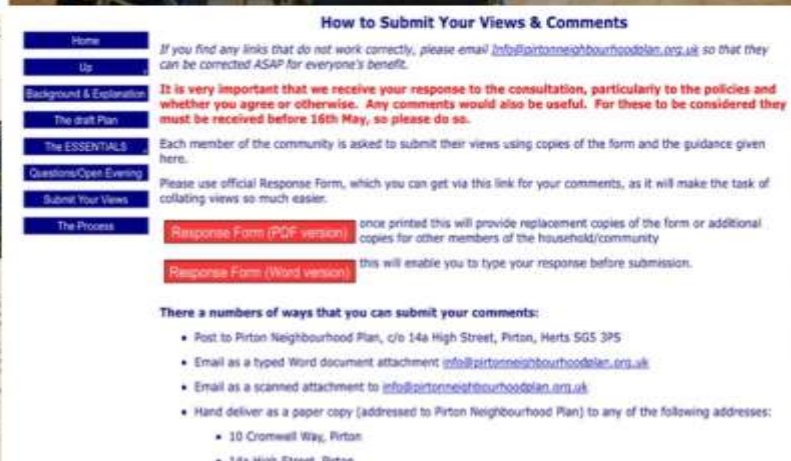 How to Submit Your Views & Comments
Home
Up
Background & Explanation
The draft Plan
The ESSENTIALS
Questions/Open Evening
Submit Your Views
The Process
If you find any links that do not work correctly, please email Info@pirtonneighbourhoodplan.org.uk so that they
can be corrected ASAP for everyone's benefit.
It is very important that we receive your response to the consultation, particularly to the policies and
whether you agree or otherwise. Any comments would also be useful. For these to be considered they
must be received before 16th May, so please do so.
Each member of the community is asked to submit their views using copies of the form and the guidance given
here.
Please use official Response Form, which you can get via this link for your comments, as it will make the task of
collating views so much easier.
Response Form (PDF version) once printed this will provide replacement copies of the form or additional
copies for other members of the household/community
Response Form (Word version) this will enable you to type your response before submission.
There a numbers of ways that you can submit your comments:
• Post to Pirton Neighbourhood Plan, c/o 14a High Street, Pirton, Herts SG5 3PS
• Email as a typed Word document attachment info@pirtonneighbourhoodplan.org.uk
• Email as a scanned attachment to info@pirtonneighbourhoodplan.org.uk
• Hand deliver as a paper copy (addressed to Pirton Neighbourhood Plan) to any of the following addresses:
• 10 Cromwell Way, Pirton
• 14a High Street, Pirton